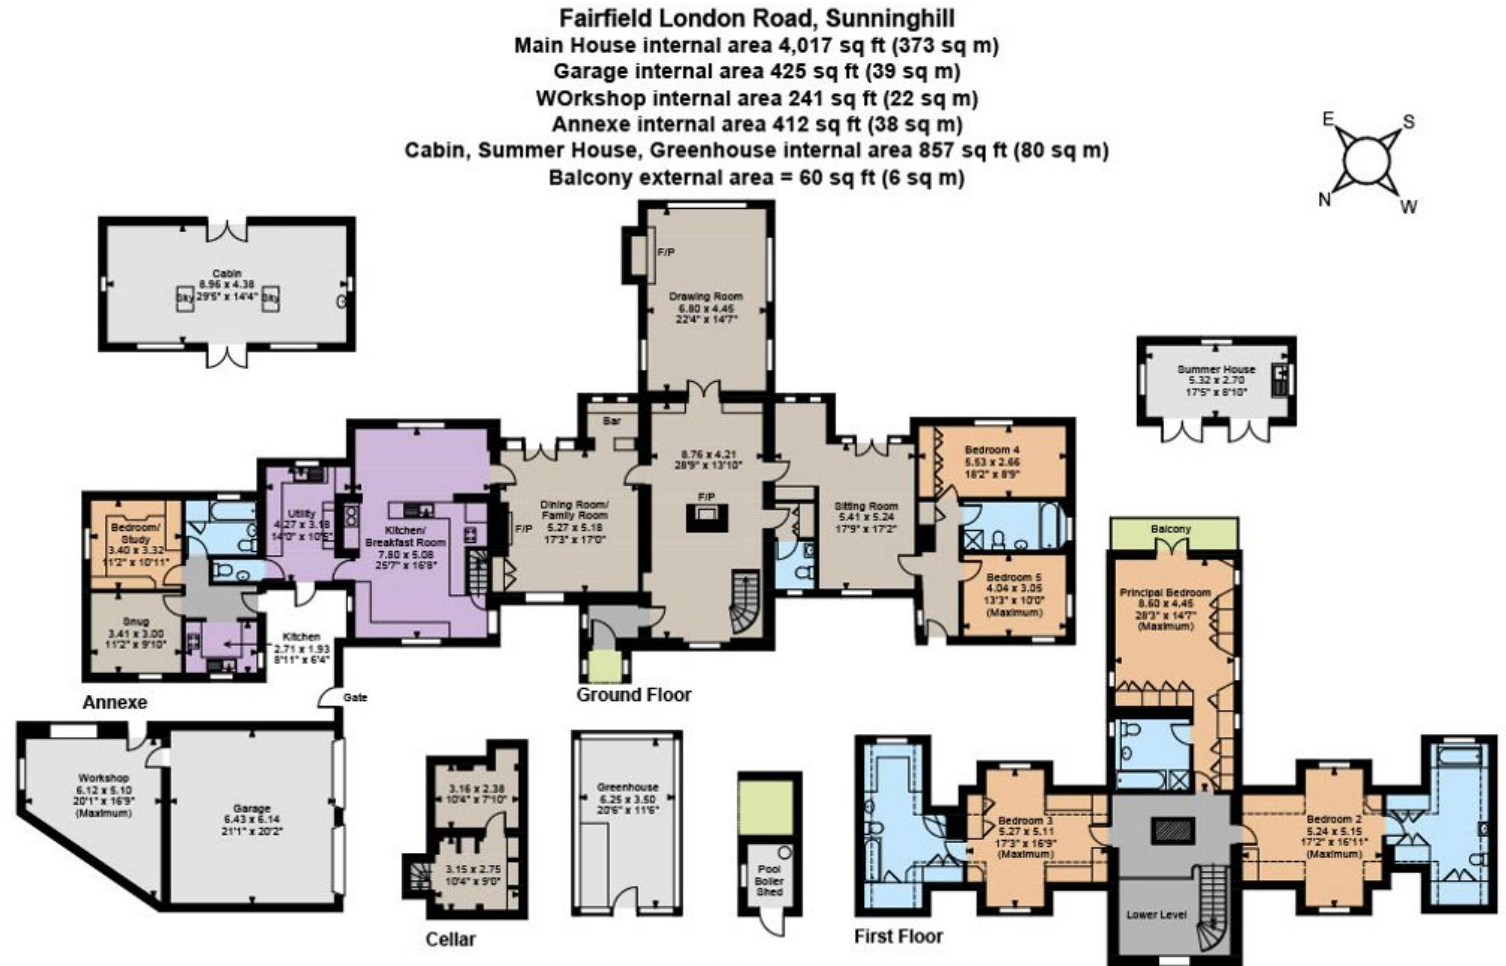 Fairfield London Road, Sunninghill
Main House internal area 4,017 sq ft (373 sq m)
Garage internal area 425 sq ft (39 sq m)
WOrkshop internal area 241 sq ft (22 sq m)
Annexe internal area 412 sq ft (38 sq m)
Cabin, Summer House, Greenhouse internal area 857 sq ft (80 sq m)
Balcony external area = 60 sq ft (6 sq m)
E
S
N
W
Cabin
8.96 x 4.38
29'5" x 14'4"
Sky
Sky
F/P
Drawing Room
6.80 x 4.45
22'4" x 14'7"
Summer House
5.32 x 2.70
17'5" x 8'10"
Bar
8.76 x 4.21
28'9" x 13'10"
F/P
Bedroom 4
5.53 x 2.66
18'2" x 8'9"
Bedroom/
Study
3.40 x 3.32
11'2" x 10'11"
Utility
4.27 x 3.18
14'0" x 10'5"
Kitchen/
Breakfast Room
7.80 x 5.08
25'7" x 16'8"
F/P
Dining Room/
Family Room
5.27 x 5.18
17'3" x 17'0"
Sitting Room
5.41 x 5.24
17'9" x 17'2"
Bedroom 5
4.04 x 3.05
13'3" x 10'0"
(Maximum)
Balcony
Principal Bedroom
8.60 x 4.45
28'3" x 14'7"
(Maximum)
Snug
3.41 x 3.00
11'2" x 9'10"
Kitchen
2.71 x 1.93
8'11" x 6'4"
Gate
Annexe
Ground Floor
Workshop
6.12 x 5.10
20'1" x 16'9"
(Maximum)
Garage
6.43 x 6.14
21'1" x 20'2"
3.16 x 2.38
10'4" x 7'10"
3.15 x 2.75
10'4" x 9'0"
Cellar
Greenhouse
6.25 x 3.50
20'6" x 11'6"
Pool
Boiler
Shed
Bedroom 3
5.27 x 5.11
17'3" x 16'9"
(Maximum)
Bedroom 2
5.24 x 5.15
17'2" x 16'11"
(Maximum)
Lower Level
First Floor